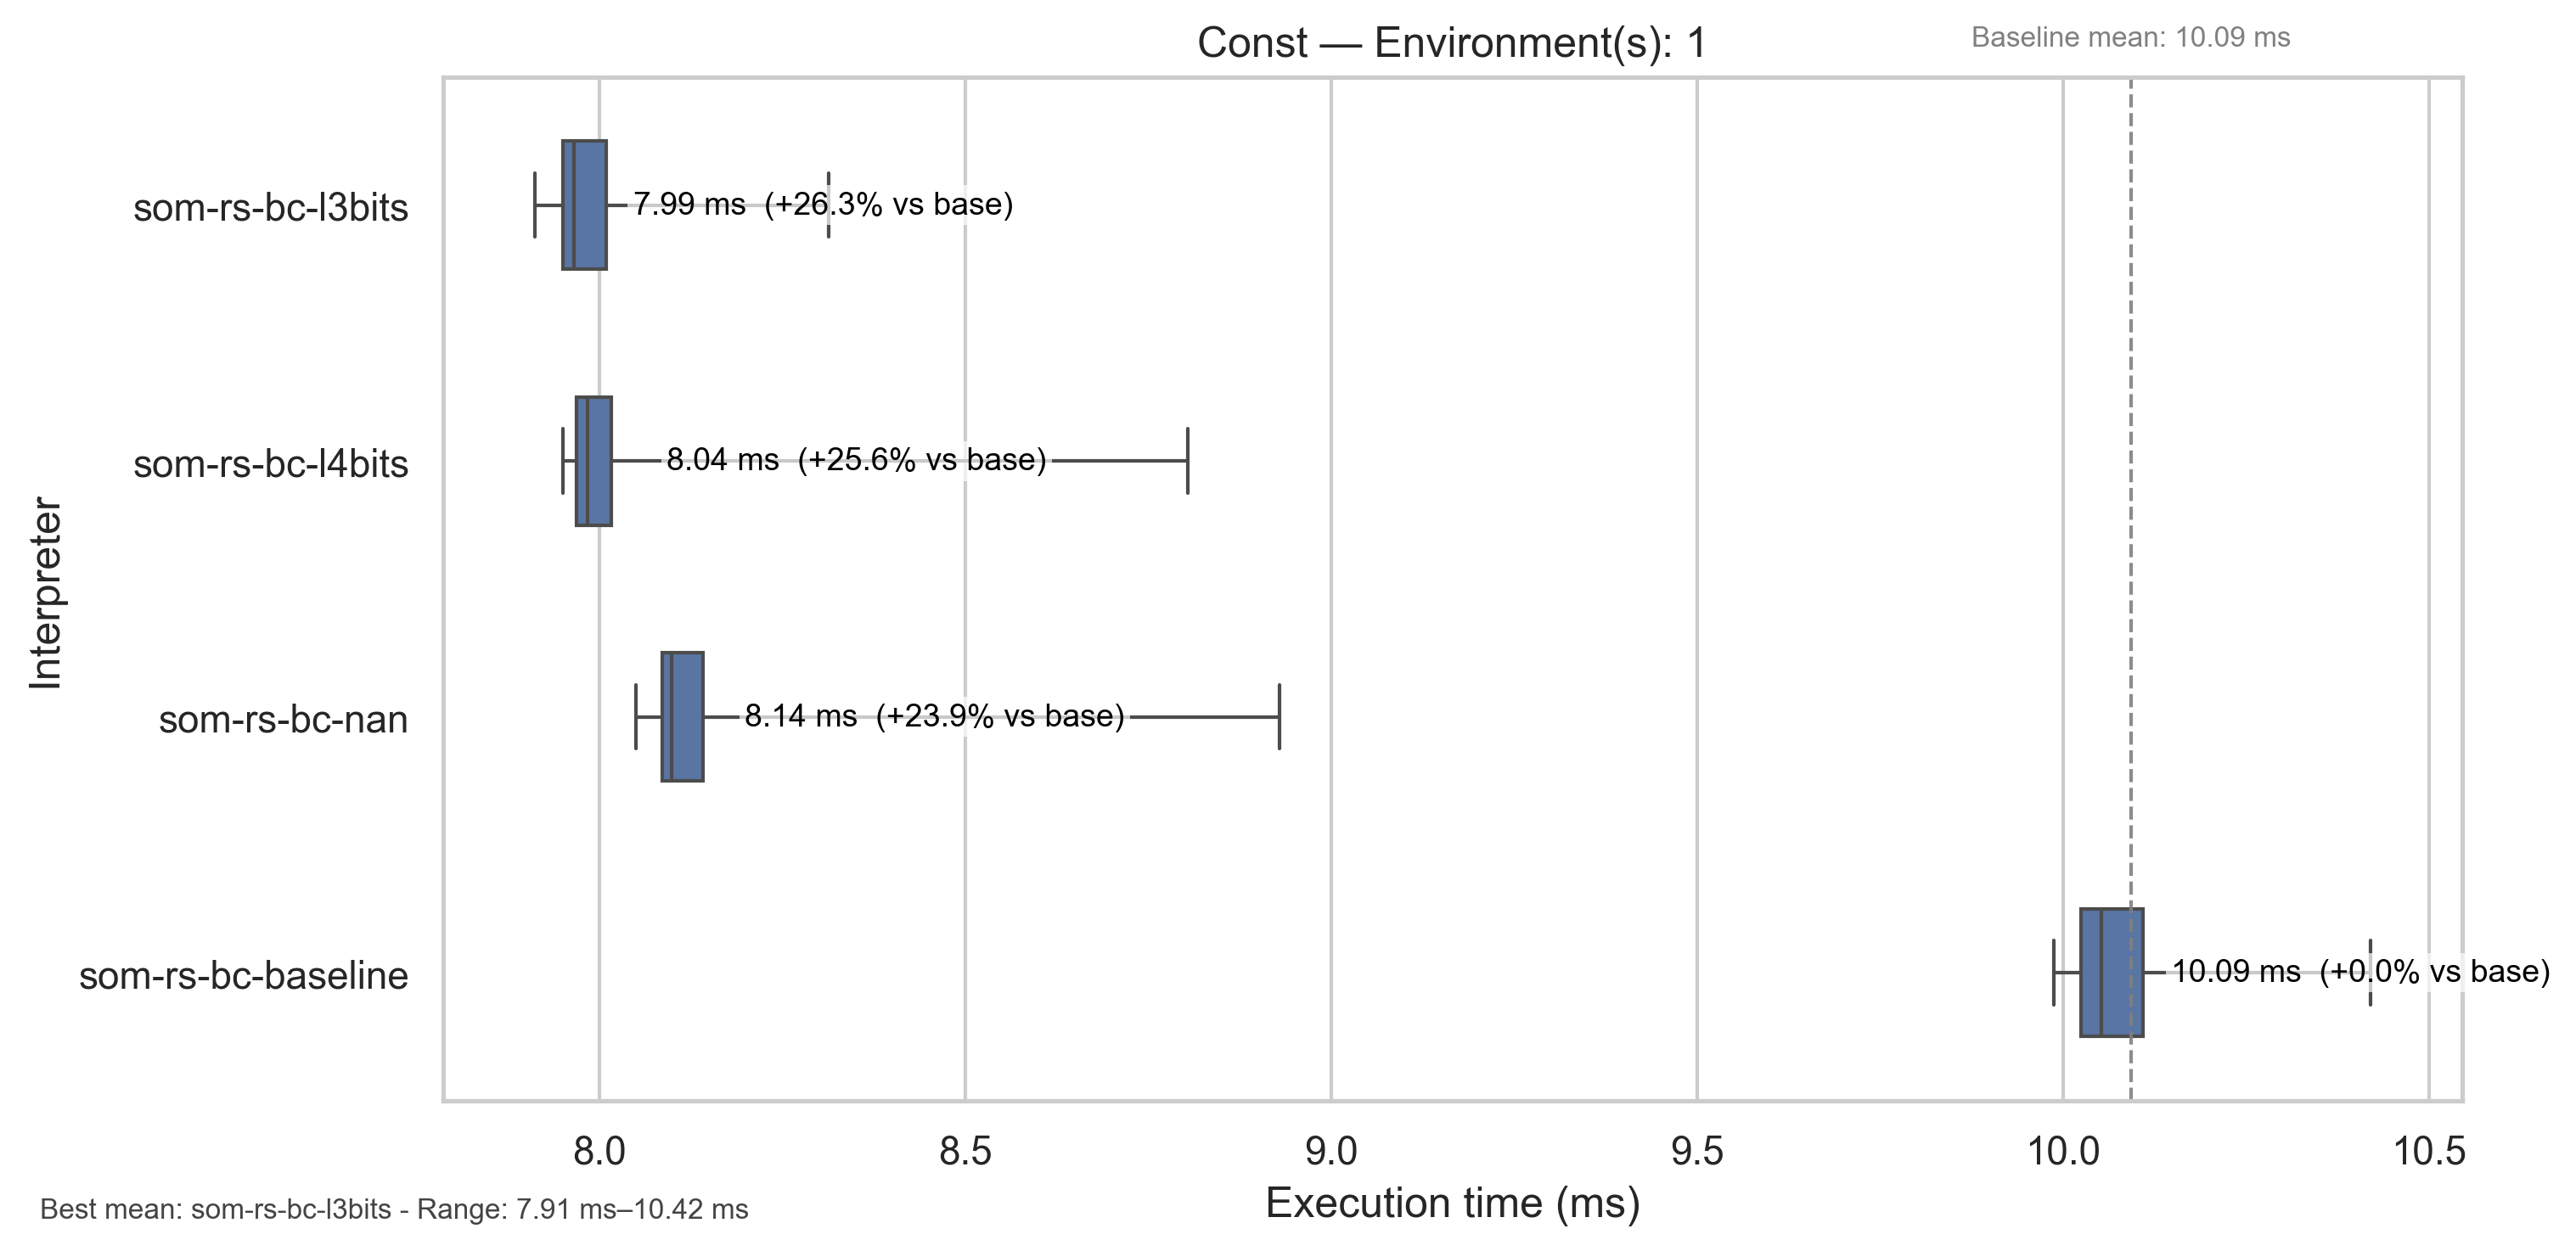 Const — Environment(s): 1
Baseline mean: 10.09 ms
Interpreter
som-rs-bc-l3bits
7.99 ms (+26.3% vs base)
som-rs-bc-l4bits
8.04 ms (+25.6% vs base)
som-rs-bc-nan
8.14 ms (+23.9% vs base)
som-rs-bc-baseline
10.09 ms (+0.0% vs base)
8.0 8.5 9.0 9.5 10.0 10.5
Execution time (ms)
Best mean: som-rs-bc-l3bits - Range: 7.91 ms–10.42 ms